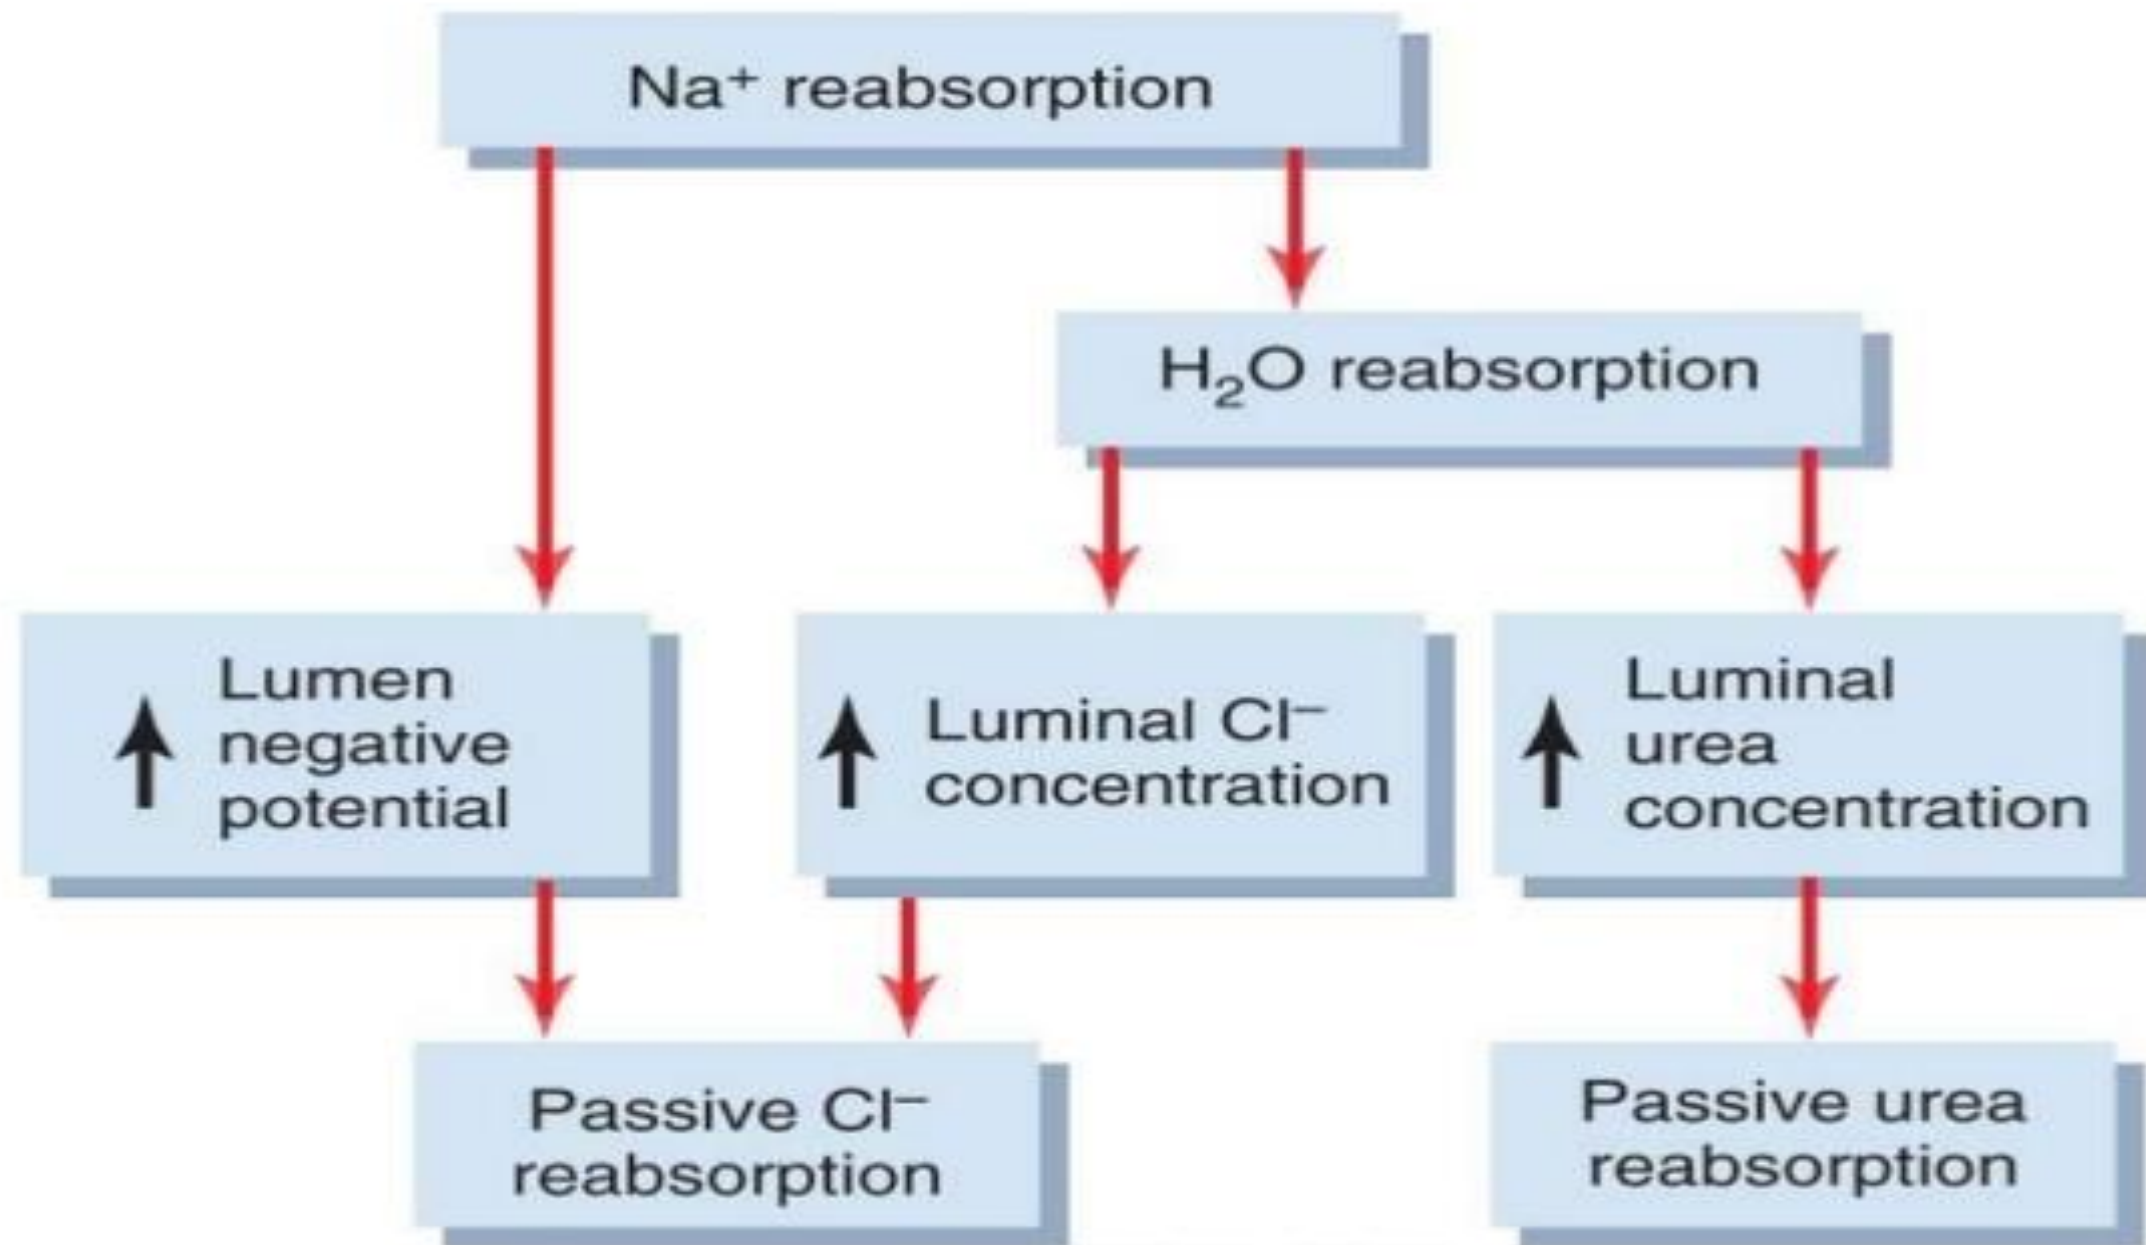 Na⁺ reabsorption
H₂O reabsorption
Lumen
negative
potential
Luminal Cl⁻
concentration
Luminal
urea
concentration
Passive Cl⁻
reabsorption
Passive urea
reabsorption